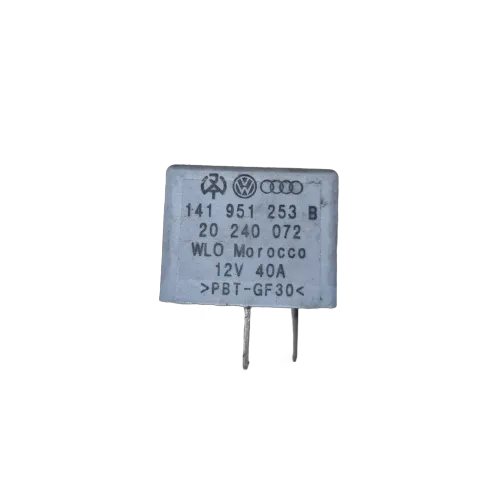 141 951 253 B
20 240 072
WLO Morocco
12V 40A
>PBT-GF30<